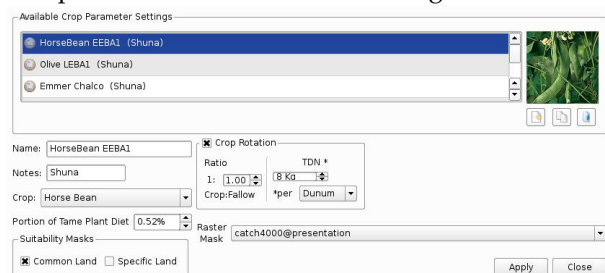 Available Crop Parameter Settings
HorseBean EEBA1 (Shuna)
Olive LEBA1 (Shuna)
Emmer Chalco (Shuna)
Name: HorseBean EEBA1
Notes: Shuna
Crop: Horse Bean
Portion of Tame Plant Diet 0.52%
Suitability Masks
Common Land Specific Land
Crop Rotation
Ratio TDN *
1: 1.00 8 Kg
Crop:Fallow *per Dunum
Raster Mask catch4000@presentation
Apply Close